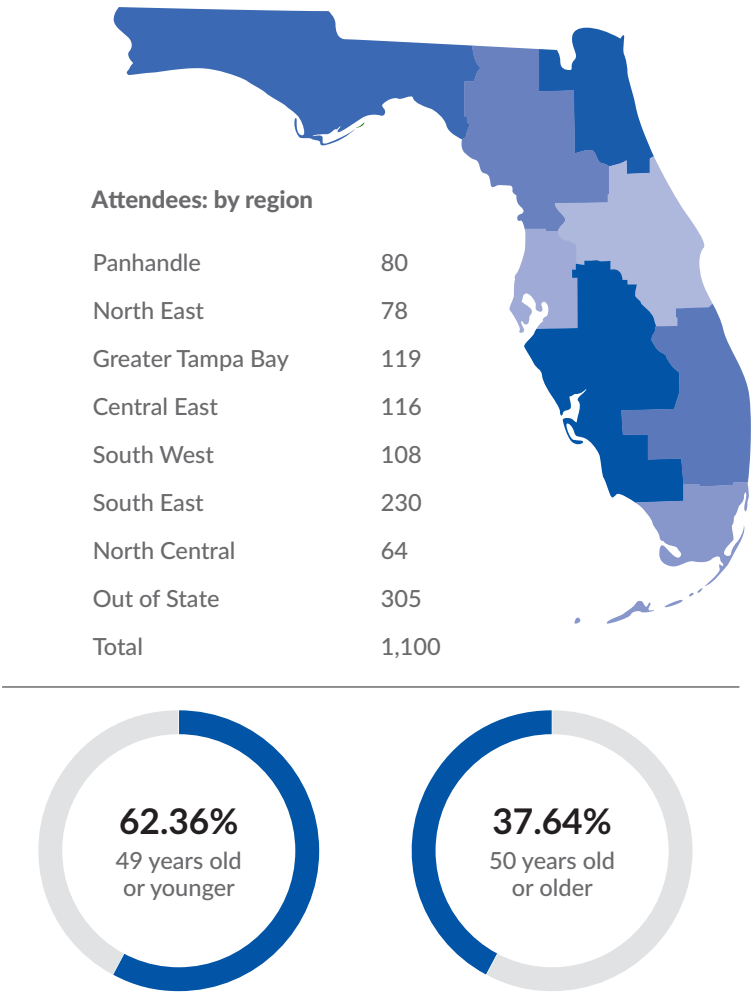 Attendees: by region
Panhandle 80
North East 78
Greater Tampa Bay 119
Central East 116
South West 108
South East 230
North Central 64
Out of State 305
Total 1,100
62.36%
49 years old
or younger
37.64%
50 years old
or older